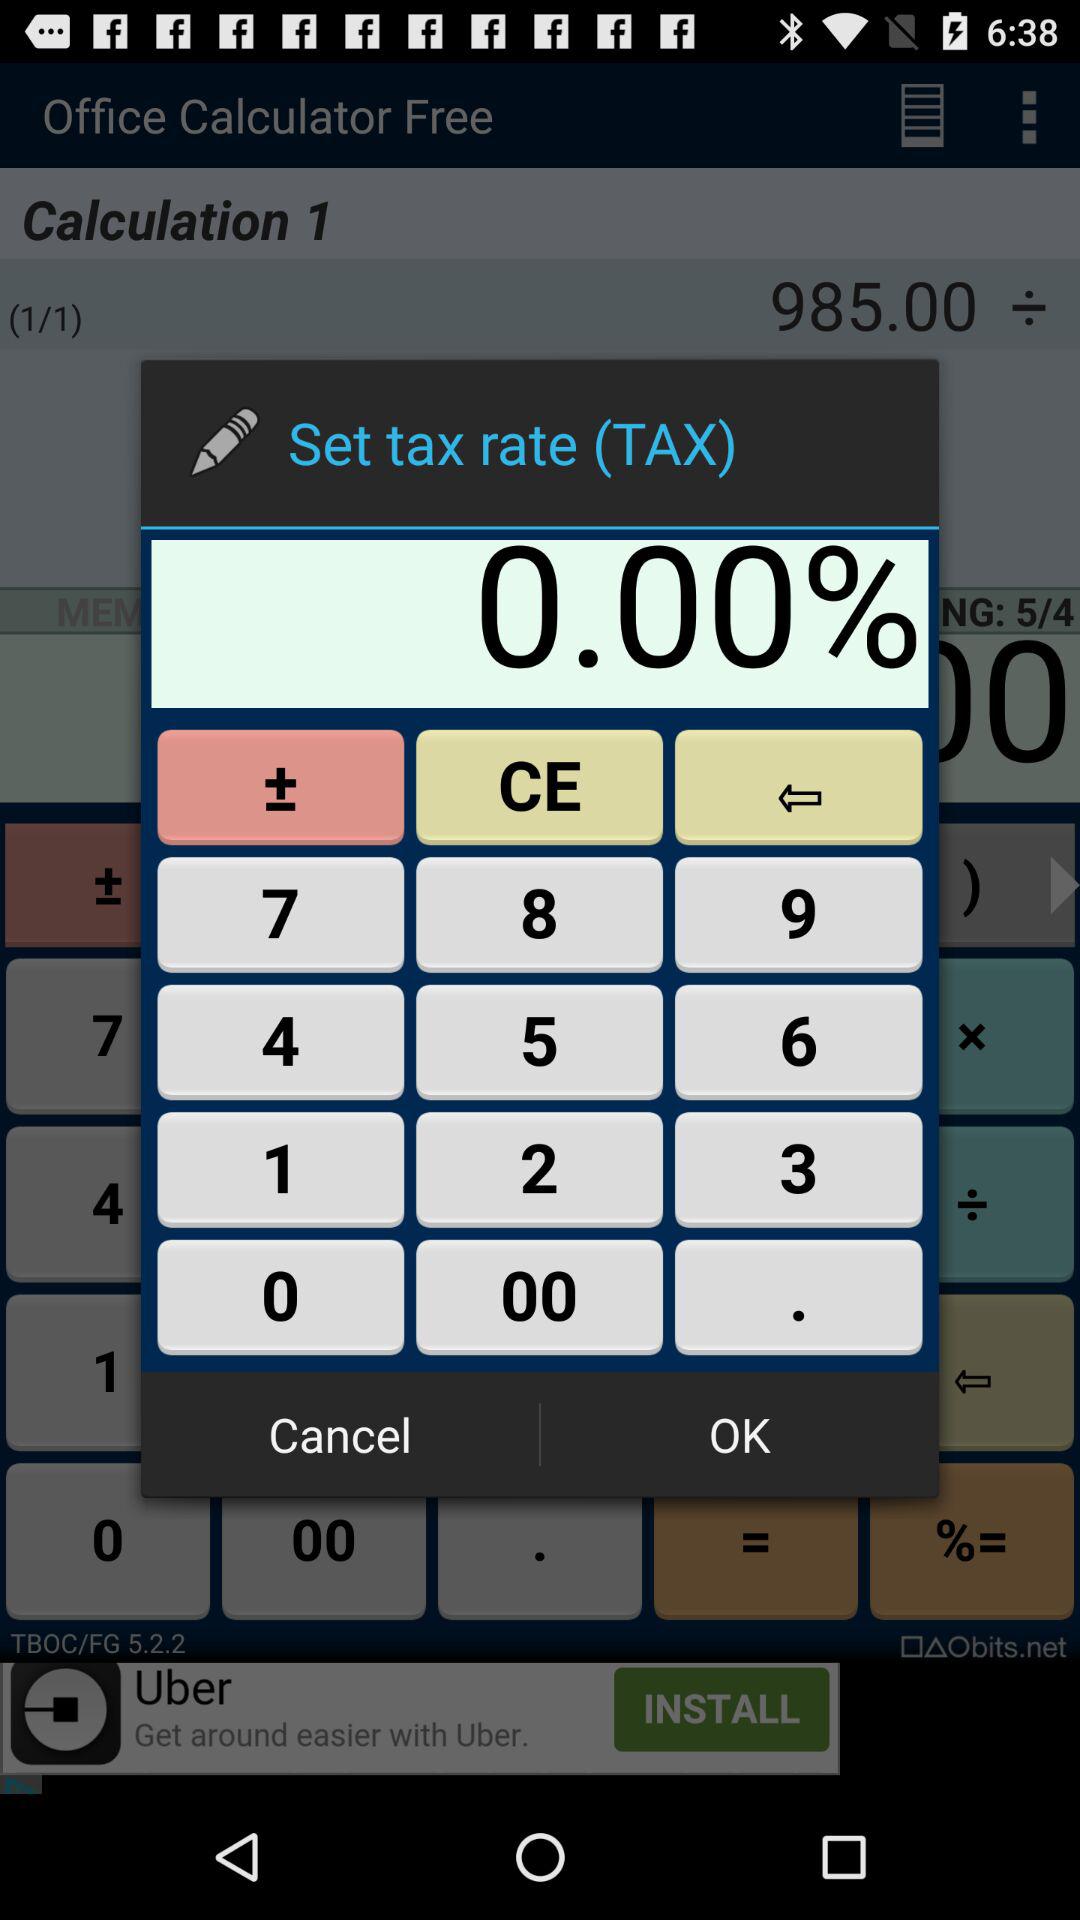 6:38
Office Calculator Free
Calculation 1
(1/1) 985.00 ÷
Set tax rate (TAX)
MEM NG: 5/4
0.00%
00
± CE ⇦
± )
7 8 9
7 ×
4 5 6
4 ÷
1 2 3
1 ⇦
0 00 .
Cancel OK
0 00 . = %=
TBOC/FG 5.2.2 □△○bits.net
Uber
Get around easier with Uber.
INSTALL